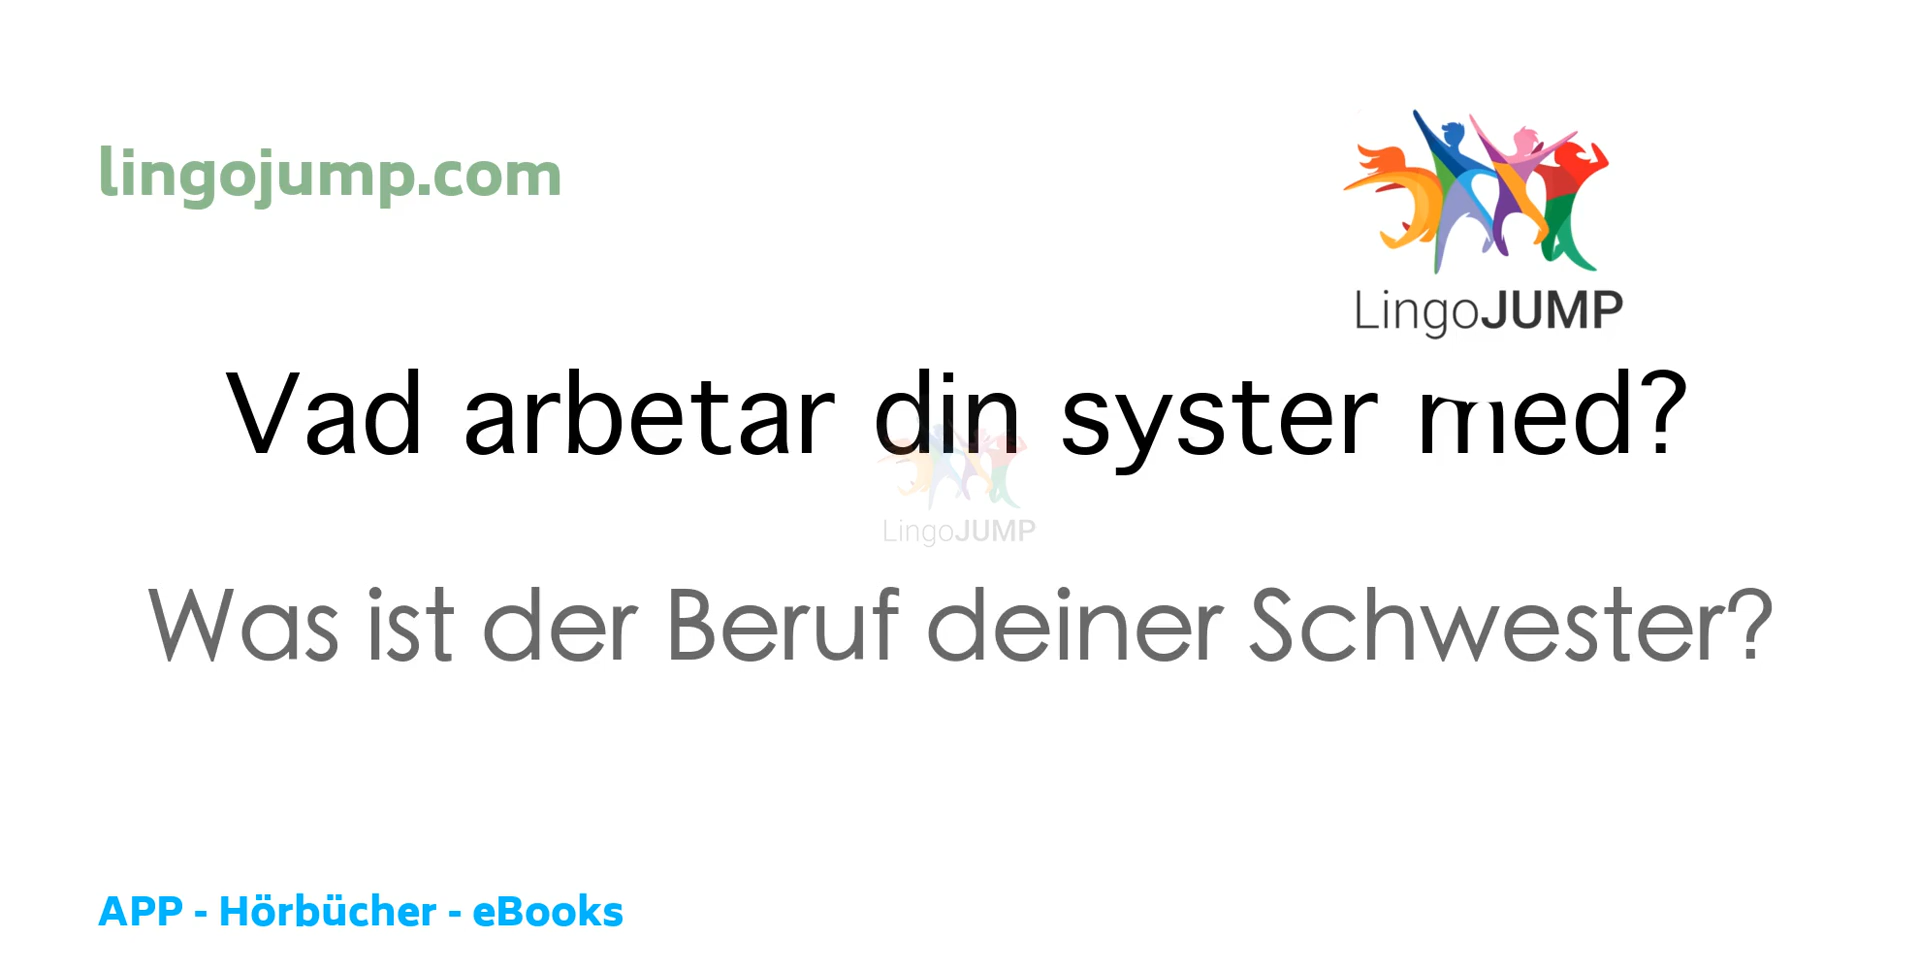 lingojump.com
LingoJUMP
Vad arbetar din syster med?
LingoJUMP
Was ist der Beruf deiner Schwester?
APP - Hörbücher - eBooks